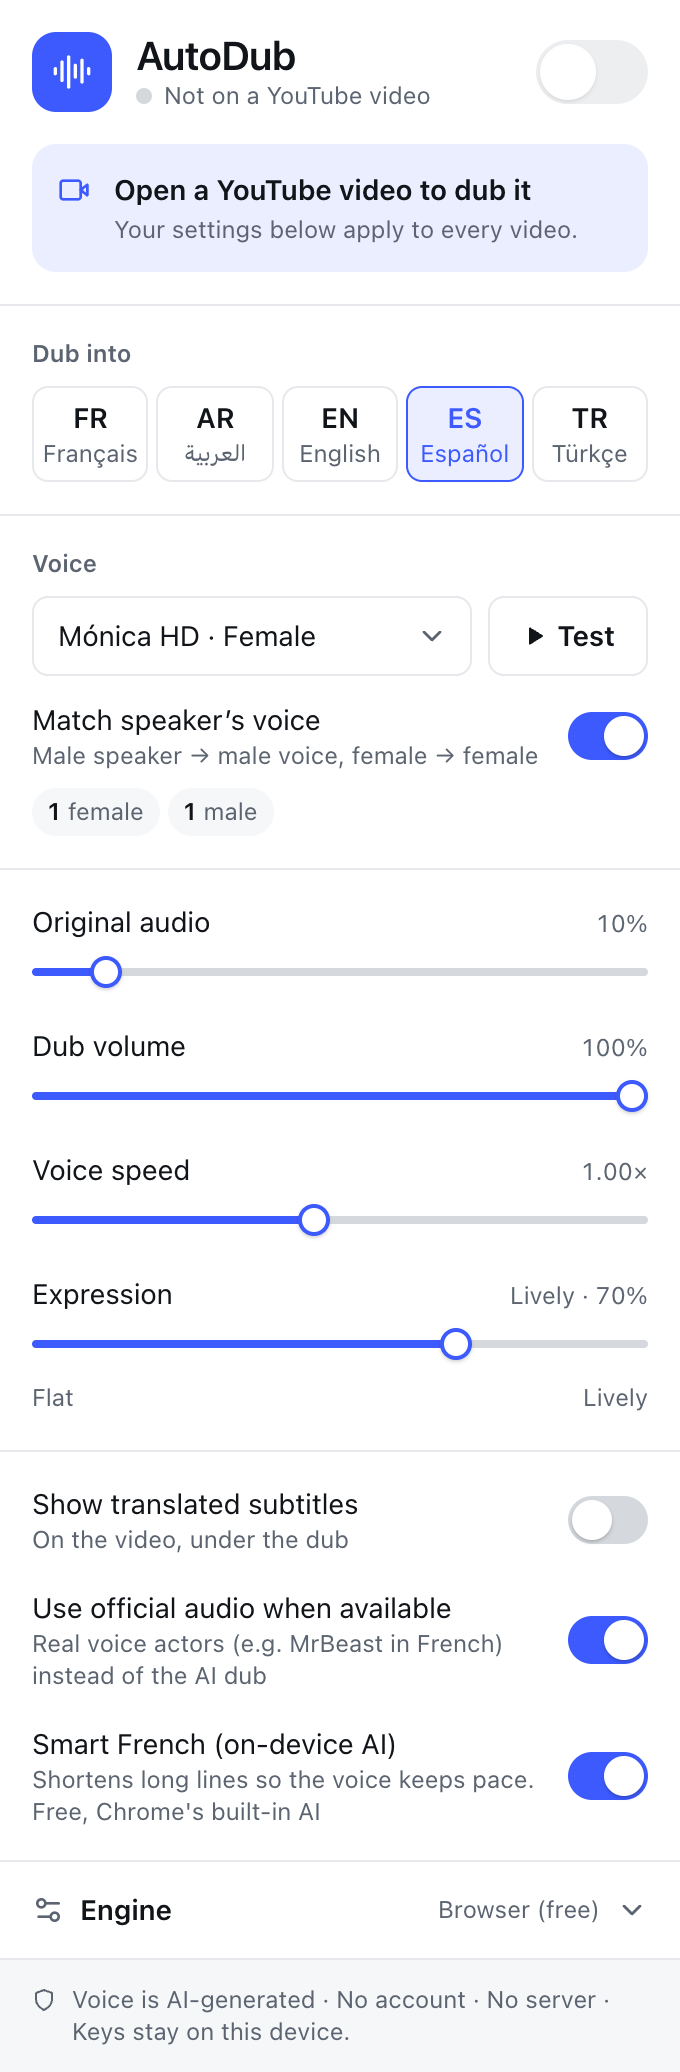 AutoDub
Not on a YouTube video
Open a YouTube video to dub it
Your settings below apply to every video.
Dub into
FR
Français
AR
العربية
EN
English
ES
Español
TR
Türkçe
Voice
Mónica HD · Female
Test
Match speaker’s voice
Male speaker → male voice, female → female
1 female
1 male
Original audio
10%
Dub volume
100%
Voice speed
1.00×
Expression
Lively · 70%
Flat
Lively
Show translated subtitles
On the video, under the dub
Use official audio when available
Real voice actors (e.g. MrBeast in French)
instead of the AI dub
Smart French (on-device AI)
Shortens long lines so the voice keeps pace.
Free, Chrome's built-in AI
Engine
Browser (free)
Voice is AI-generated · No account · No server ·
Keys stay on this device.